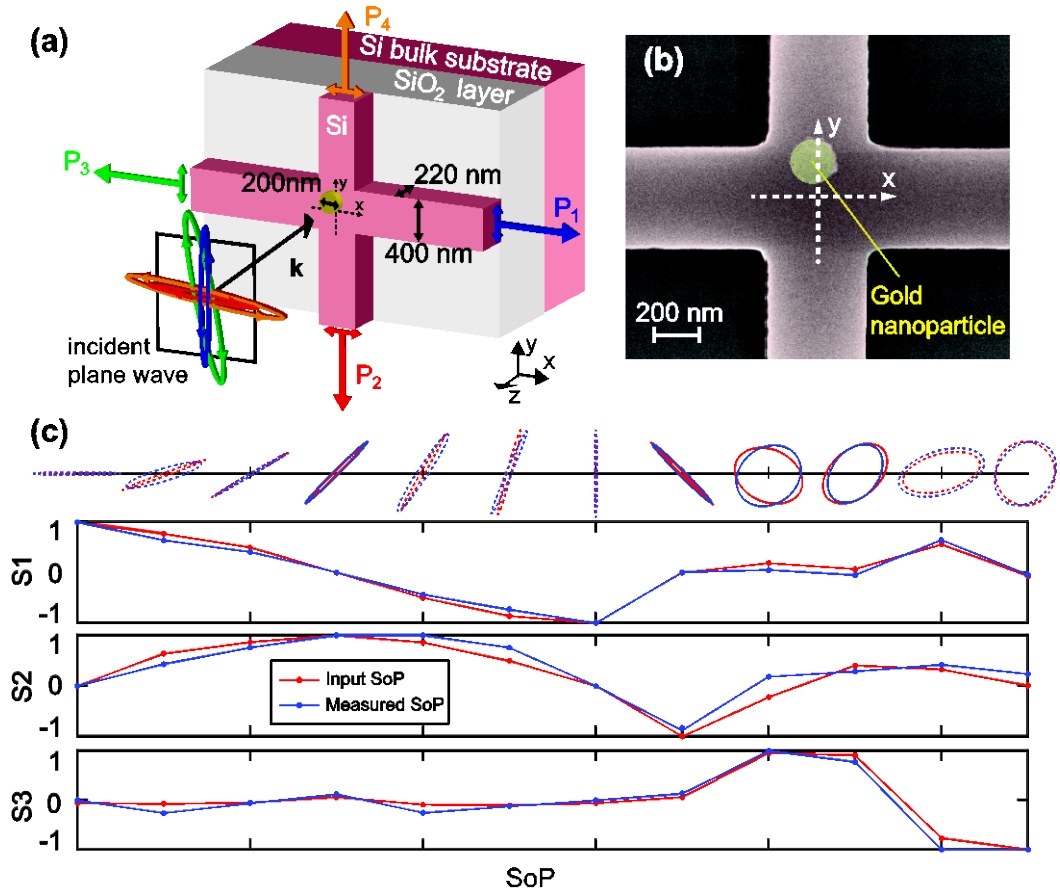 (a)
P4
Si bulk substrate
SiO2 layer
Si
P3
200nm
y
x
220 nm
400 nm
P1
k
incident
plane wave
P2
y
x
z
(b)
y
x
Gold
nanoparticle
200 nm
(c)
S1
1
0
-1
S2
1
0
-1
Input SoP
Measured SoP
S3
1
0
-1
SoP